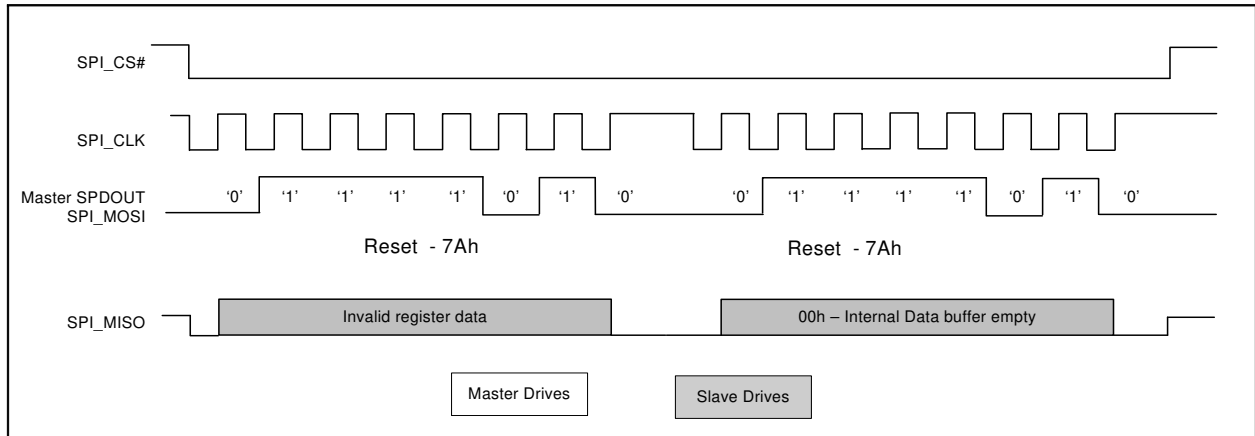 SPI_CS#
SPI_CLK
Master SPDOUT
SPI_MOSI
‘0’ ‘1’ ‘1’ ‘1’ ‘1’ ‘0’ ‘1’ ‘0’ ‘0’ ‘1’ ‘1’ ‘1’ ‘1’ ‘0’ ‘1’ ‘0’
Reset - 7Ah Reset - 7Ah
SPI_MISO
Invalid register data 00h – Internal Data buffer empty
Master Drives Slave Drives